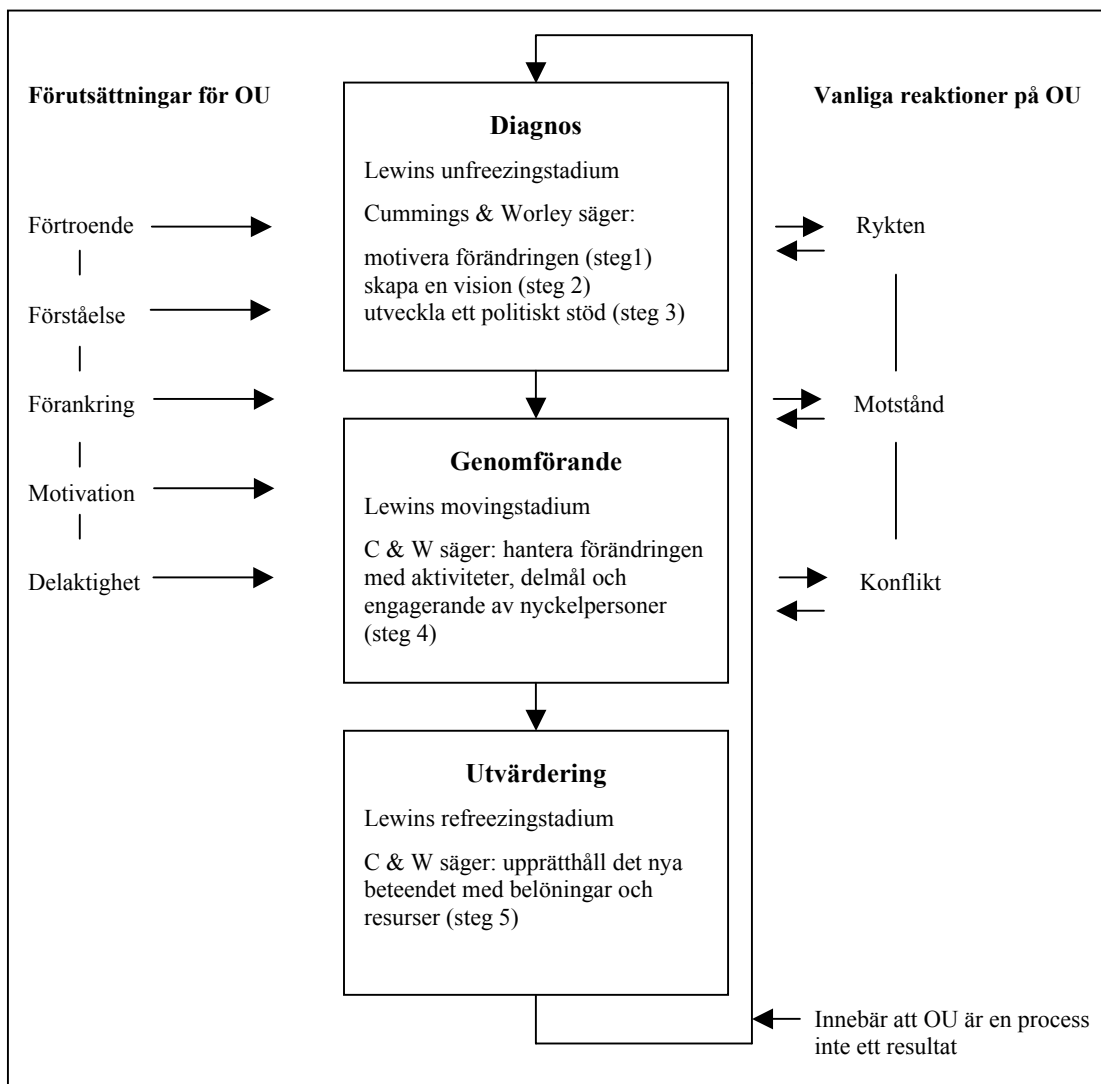 Förutsättningar för OU
Förtroende
Förståelse
Förankring
Motivation
Delaktighet
Diagnos
Lewins unfreezingstadium
Cummings & Worley säger:
motivera förändringen (steg1)
skapa en vision (steg 2)
utveckla ett politiskt stöd (steg 3)
Genomförande
Lewins movingstadium
C & W säger: hantera förändringen
med aktiviteter, delmål och
engagerande av nyckelpersoner
(steg 4)
Utvärdering
Lewins refreezingstadium
C & W säger: upprätthåll det nya
beteendet med belöningar och
resurser (steg 5)
Vanliga reaktioner på OU
Rykten
Motstånd
Konflikt
Innebär att OU är en process
inte ett resultat